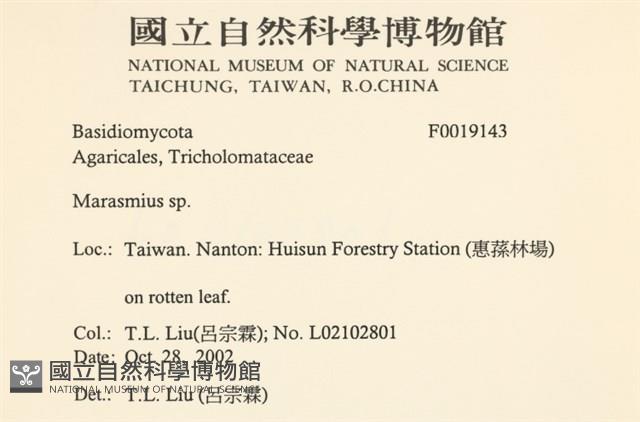 國立自然科學博物館
NATIONAL MUSEUM OF NATURAL SCIENCE
TAICHUNG, TAIWAN, R.O.CHINA
Basidiomycota F0019143
Agaricales, Tricholomataceae
Marasmius sp.
Loc.: Taiwan. Nanton: Huisun Forestry Station (惠蓀林場)
on rotten leaf.
Col.: T.L. Liu(呂宗霖); No. L02102801
Date: Oct. 28, 2002
國立自然科學博物館
NATIONAL MUSEUM OF NATURAL SCIENCE
Det.: T.L. Liu (呂宗霖)